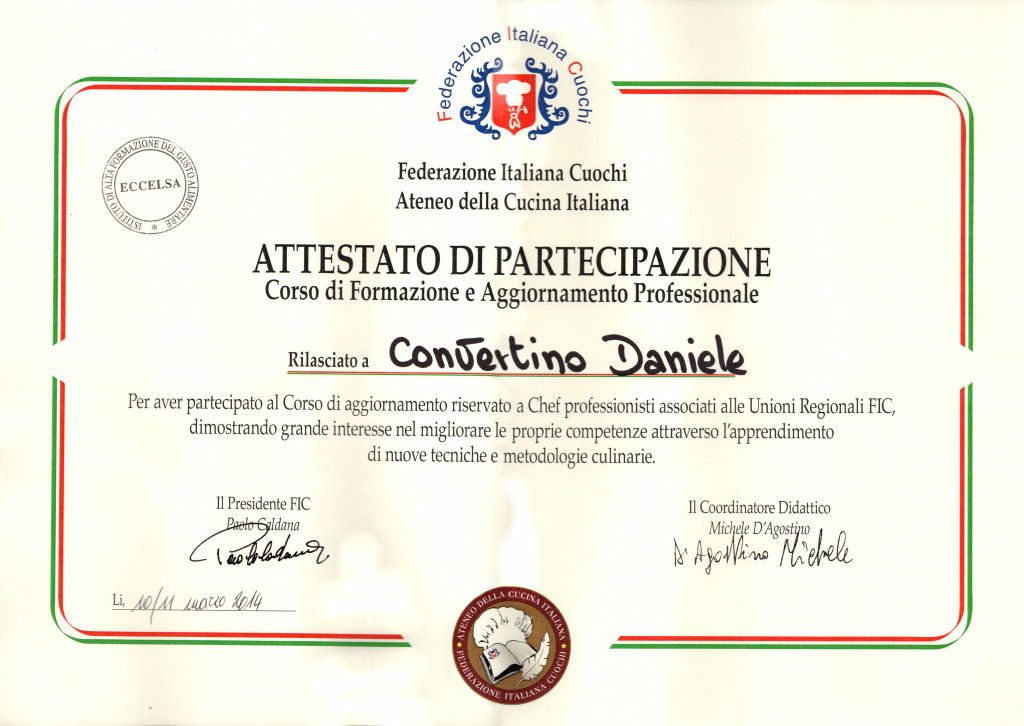 Federazione Italiana Cuochi
ISTITUTO DI ALTA FORMAZIONE DEL GUSTO ALIMENTARE *
ECCELSA
Federazione Italiana Cuochi
Ateneo della Cucina Italiana
ATTESTATO DI PARTECIPAZIONE
Corso di Formazione e Aggiornamento Professionale
Rilasciato a Convertino Daniele
Per aver partecipato al Corso di aggiornamento riservato a Chef professionisti associati alle Unioni Regionali FIC,
dimostrando grande interesse nel migliorare le proprie competenze attraverso l'apprendimento
di nuove tecniche e metodologie culinarie.
Il Presidente FIC
Paolo Caldana
Il Coordinatore Didattico
Michele D'Agostino
D'Agostino Michele
Li, 10/11 marzo 2014
ATENEO DELLA CUCINA ITALIANA
FEDERAZIONE ITALIANA CUOCHI